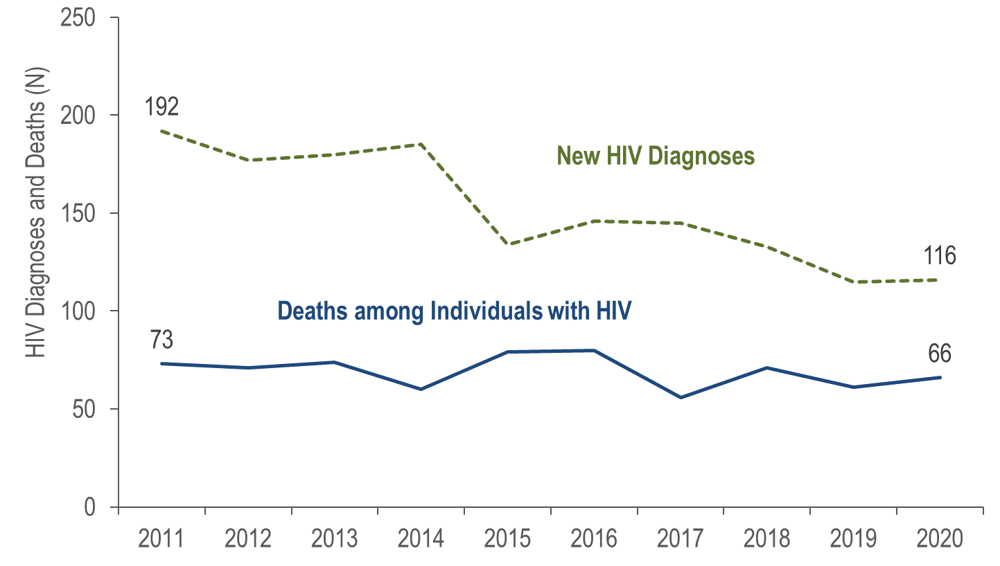 HIV Diagnoses and Deaths (N)
250
200
150
100
50
0
192
New HIV Diagnoses
116
Deaths among Individuals with HIV
73
66
2011 2012 2013 2014 2015 2016 2017 2018 2019 2020